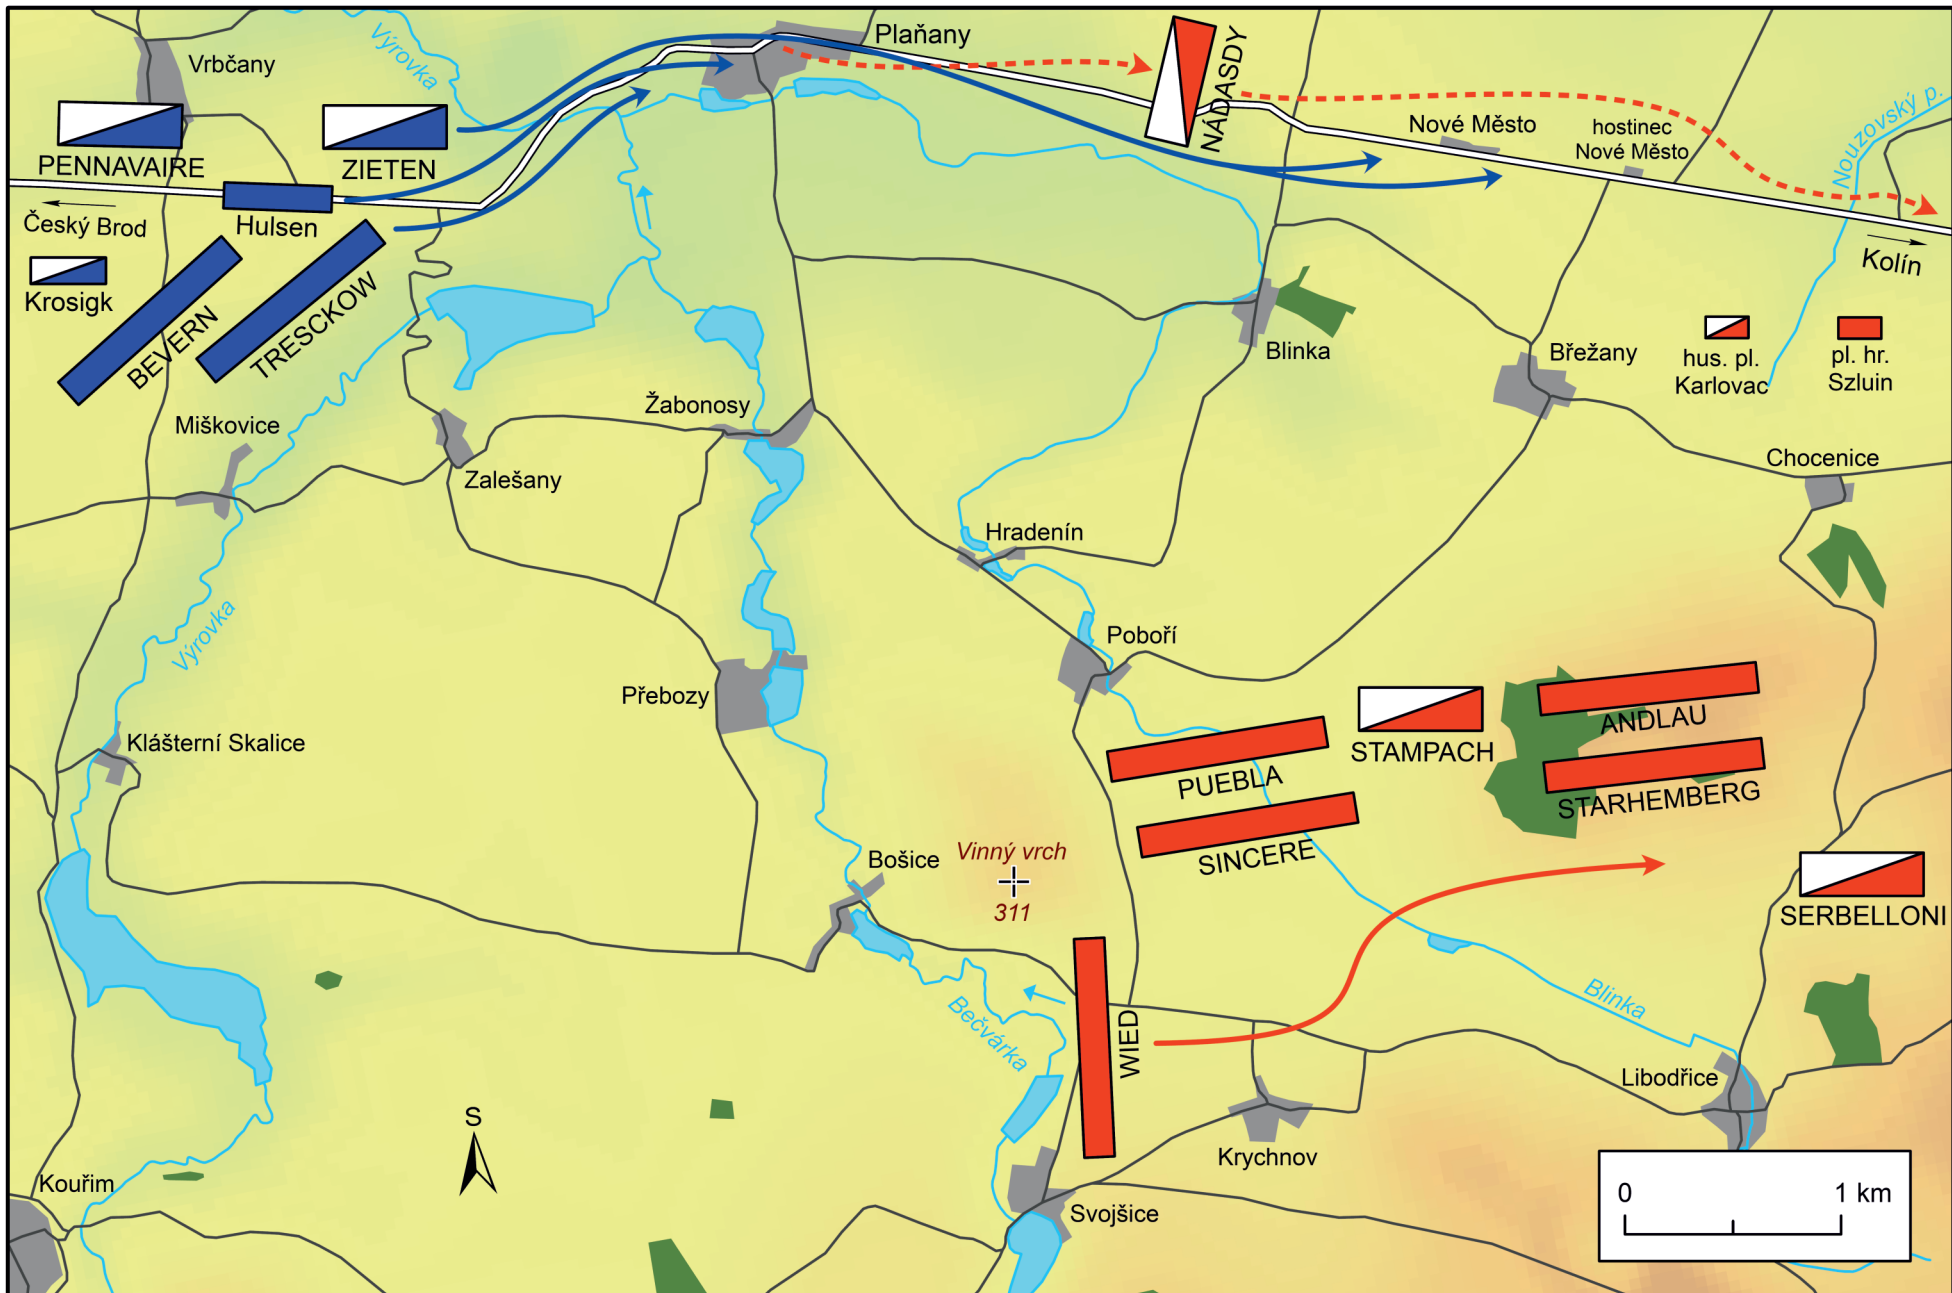 Výrovka
Plaňany
Vrbčany
NÁDASDY
Nouzovský p.
PENNAVAIRE
ZIETEN
Nové Město
hostinec
Nové Město
Český Brod
Hulsen
Kolín
Krosigk
BEVERN
TRESCKOW
Blinka
Břežany
hus. pl.
Karlovac
pl. hr.
Szluin
Miškovice
Žabonosy
Zalešany
Chocenice
Hradenín
Výrovka
Poboří
Přebozy
ANDLAU
Klášterní Skalice
STAMPACH
PUEBLA
STARHEMBERG
Bošice
Vinný vrch
311
SINCERE
SERBELLONI
Bečvárka
WIED
Blinka
Libodřice
S
Krychnov
Kouřim
Svojšice
0 1 km